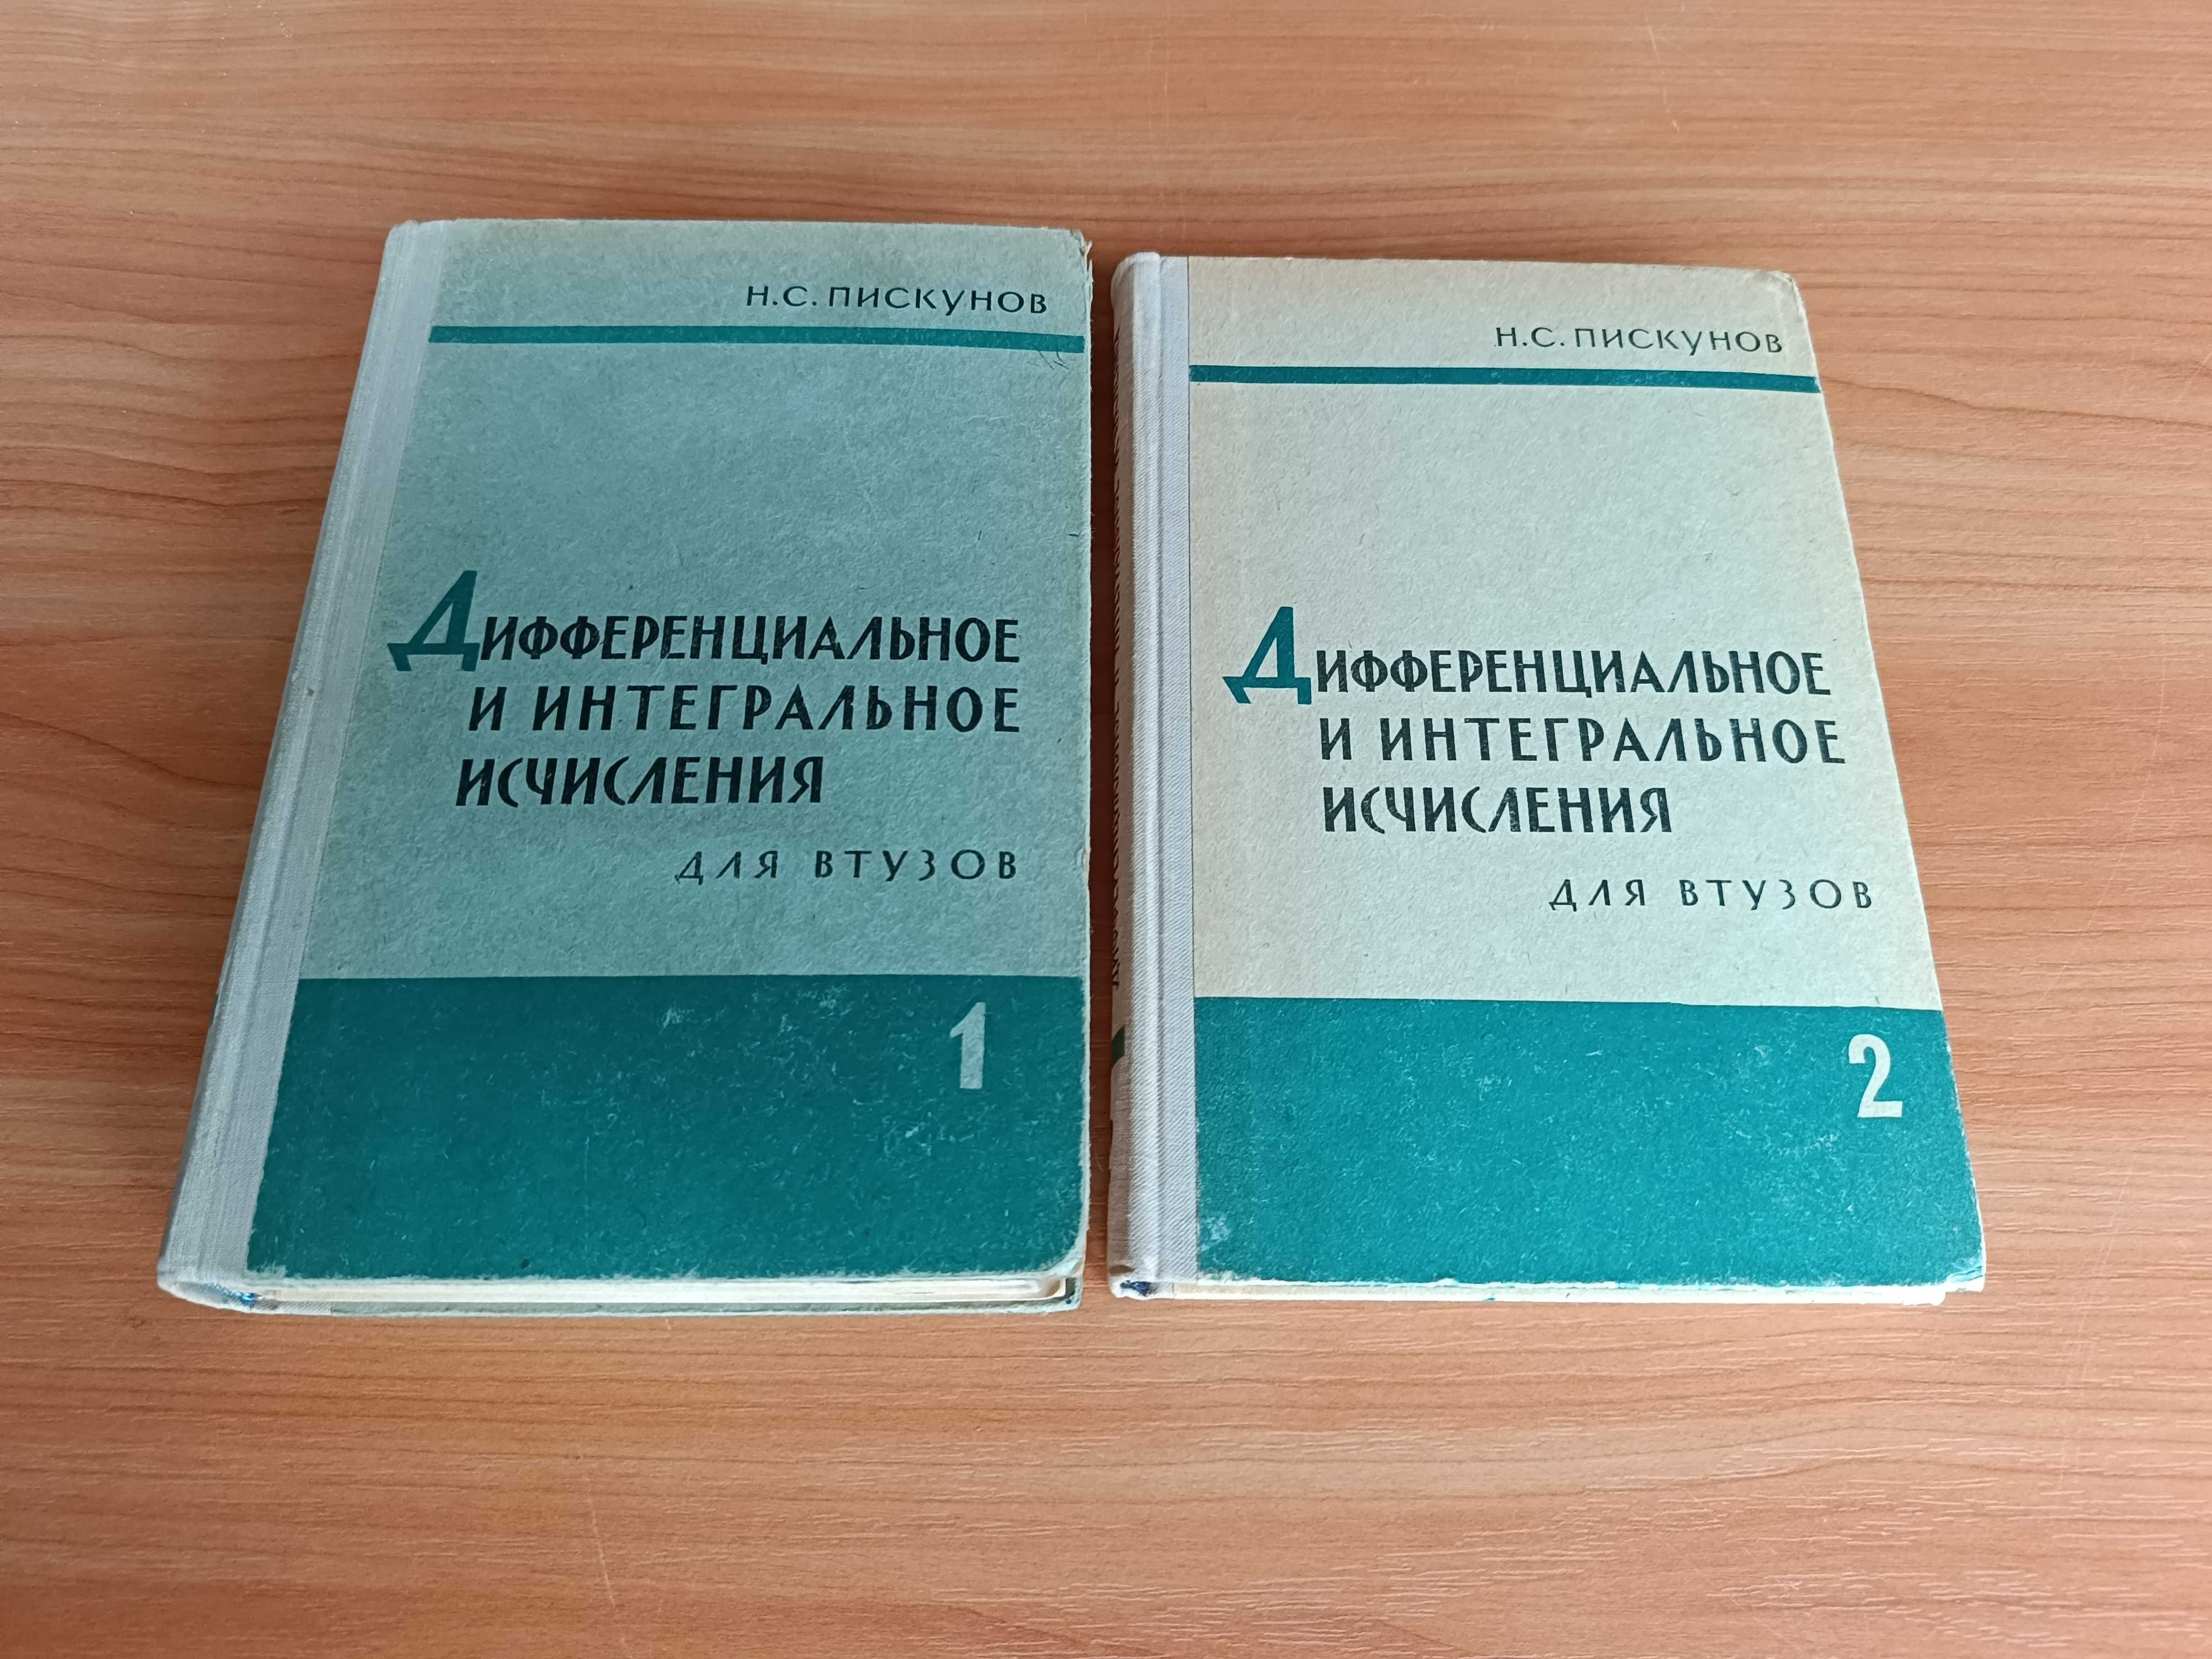 Н.С. ПИСКУНОВ
ДИФФЕРЕНЦИАЛЬНОЕ
И ИНТЕГРАЛЬНОЕ
ИСЧИСЛЕНИЯ
ДЛЯ ВТУЗОВ
1
Н.С. ПИСКУНОВ
ДИФФЕРЕНЦИАЛЬНОЕ
И ИНТЕГРАЛЬНОЕ
ИСЧИСЛЕНИЯ
ДЛЯ ВТУЗОВ
2